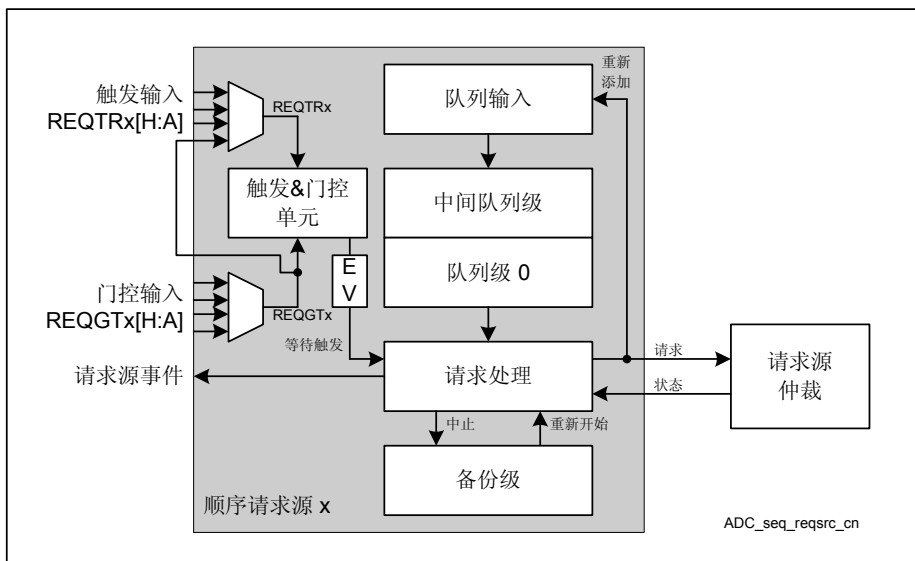 重新
添加
触发输入
REQTRx[H:A]
REQTRx
队列输入
触发&门控
单元
中间队列级
队列级 0
E
V
门控输入
REQGTx[H:A]
REQGTx
等待触发
请求处理
请求
状态
请求源
仲裁
请求源事件
中止
重新开始
备份级
顺序请求源 x
ADC_seq_reqsrc_cn